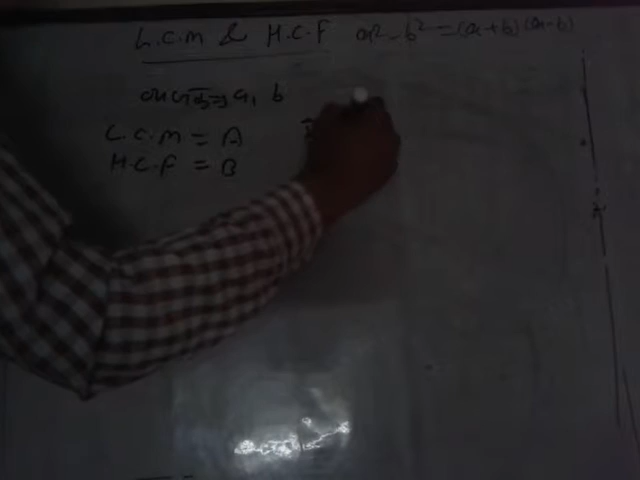 L.C.M & H.C.F a² - b² = (a+b)(a-b)
a, b
L.C.M = A
H.C.F = B